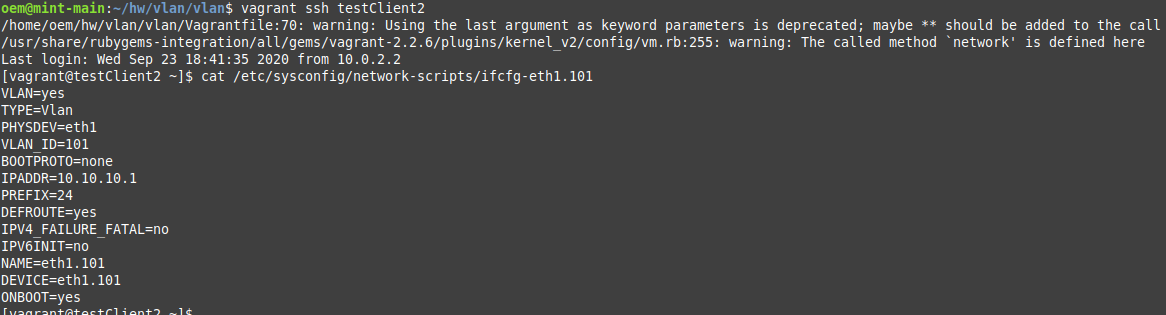 oem@mint-main:~/hw/vlan/vlan$ vagrant ssh testClient2
/home/oem/hw/vlan/vlan/Vagrantfile:70: warning: Using the last argument as keyword parameters is deprecated; maybe ** should be added to the call
/usr/share/rubygems-integration/all/gems/vagrant-2.2.6/plugins/kernel_v2/config/vm.rb:255: warning: The called method `network' is defined here
Last login: Wed Sep 23 18:41:35 2020 from 10.0.2.2
[vagrant@testClient2 ~]$ cat /etc/sysconfig/network-scripts/ifcfg-eth1.101
VLAN=yes
TYPE=Vlan
PHYSDEV=eth1
VLAN_ID=101
BOOTPROTO=none
IPADDR=10.10.10.1
PREFIX=24
DEFROUTE=yes
IPV4_FAILURE_FATAL=no
IPV6INIT=no
NAME=eth1.101
DEVICE=eth1.101
ONBOOT=yes
[vagrant@testClient2 ~]$